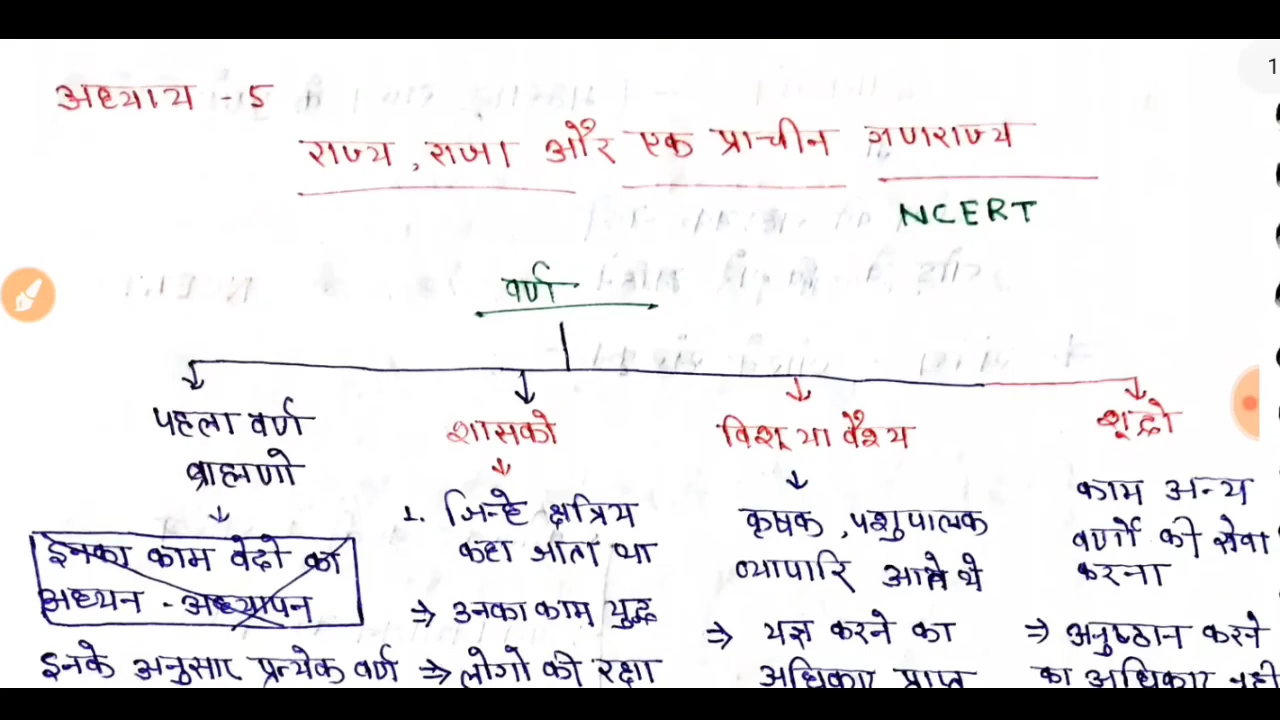 1
अध्याय - 5
राज्य, राजा और एक प्राचीन गणराज्य
NCERT
वर्ण
पहला वर्ण
ब्राह्मणो
इनका काम वेदो का
अध्यन - अध्यापन
इनके अनुसार प्रत्येक वर्ण
शासको
1. जिन्हे क्षत्रिय
कहा जाता था
⇒ उनका काम युद्ध
⇒ लोगो की रक्षा
विश् या वैश्य
कृषक, पशुपालक
व्यापारि आते थे
⇒ यज्ञ करने का
अधिकार प्राप्त
शूद्रो
काम अन्य
वर्णों की सेवा
करना
⇒ अनुष्ठान करने
का अधिकार नही